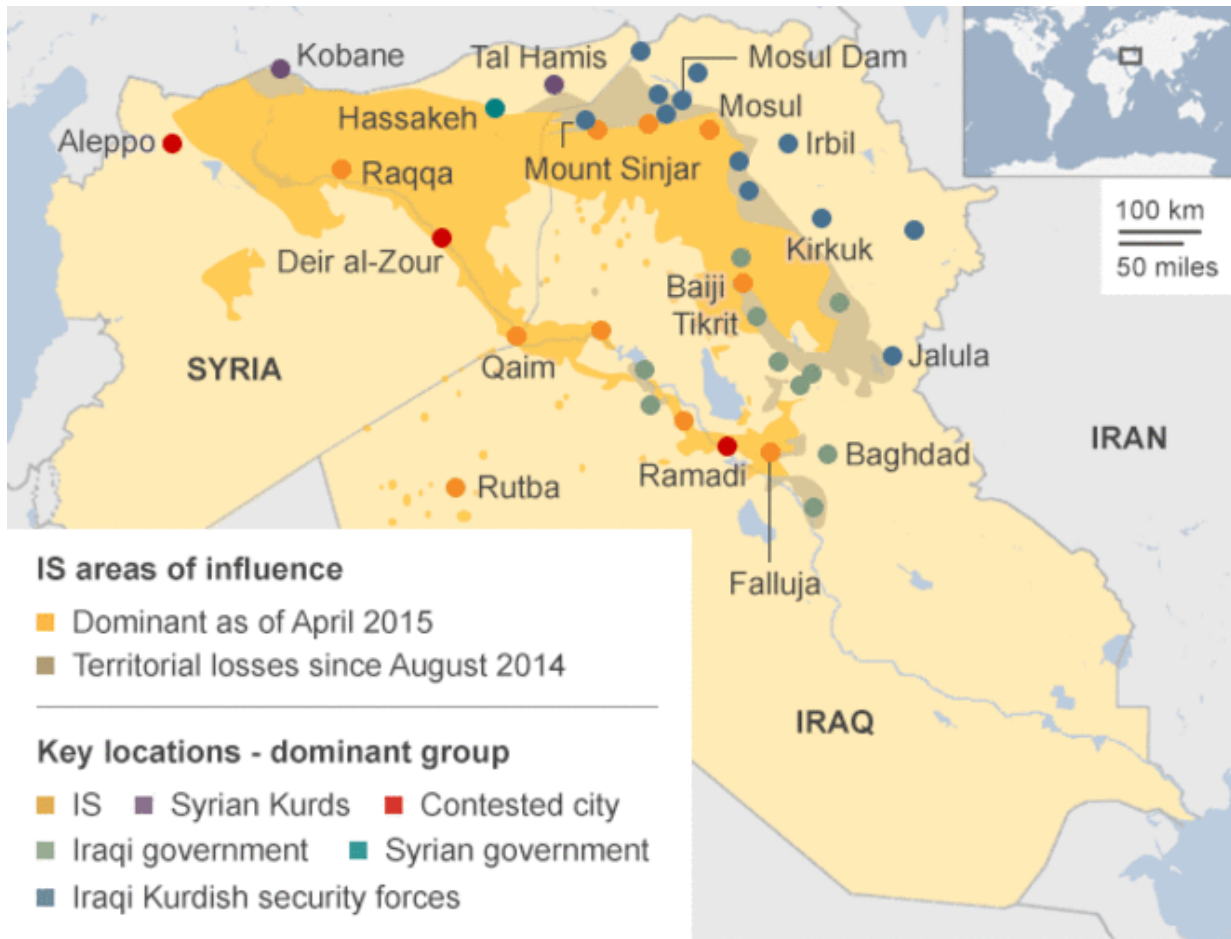 Kobane
Tal Hamis
Mosul Dam
Hassakeh
Mosul
Aleppo
Irbil
Raqqa
Mount Sinjar
100 km
50 miles
Kirkuk
Deir al-Zour
Baiji
Tikrit
SYRIA
Qaim
Jalula
IRAN
Baghdad
Ramadi
Rutba
Falluja
IRAQ
IS areas of influence
Dominant as of April 2015
Territorial losses since August 2014
Key locations - dominant group
IS Syrian Kurds Contested city
Iraqi government Syrian government
Iraqi Kurdish security forces